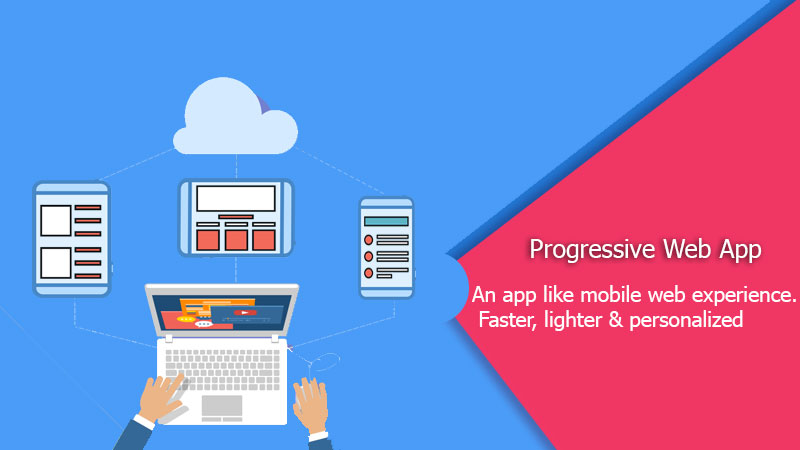 Progressive Web App
An app like mobile web experience.
Faster, lighter & personalized